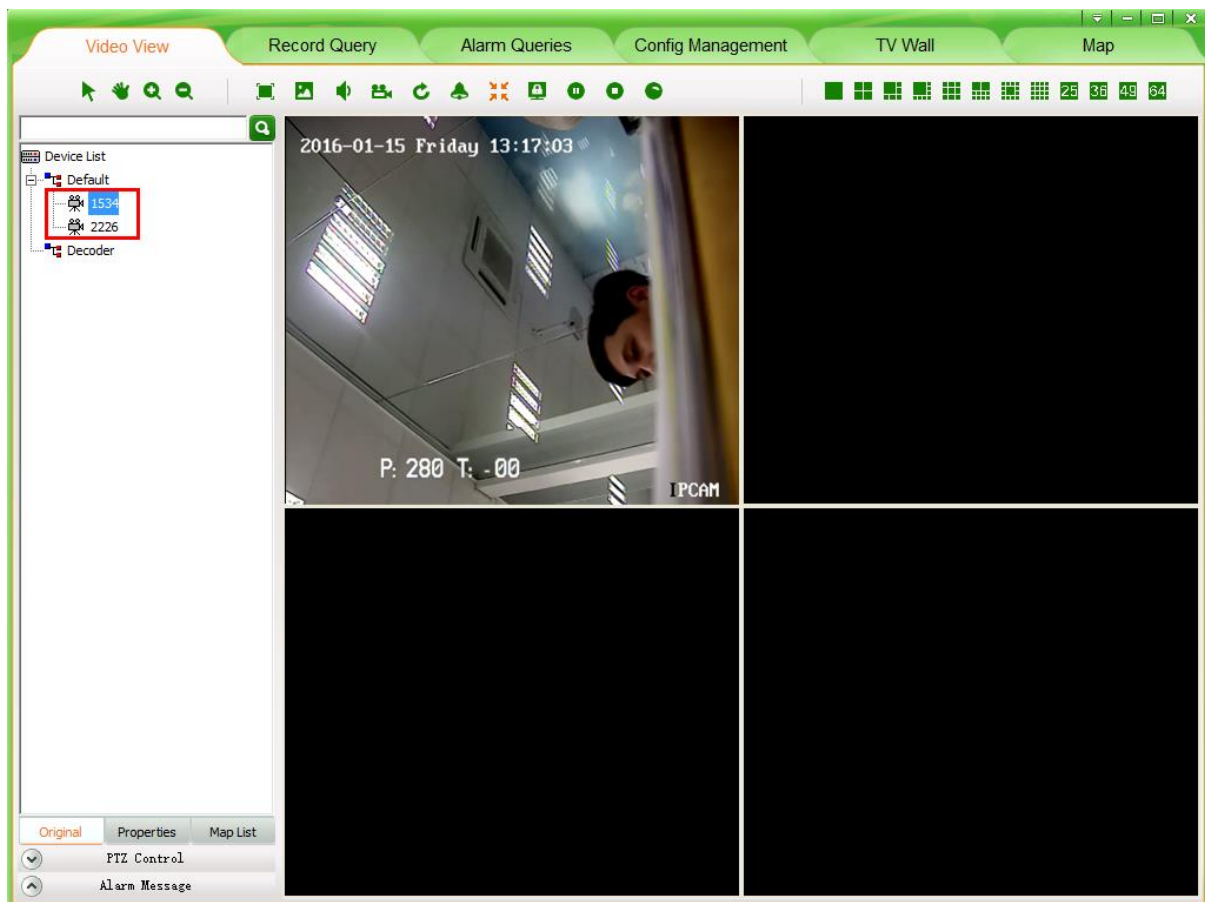 Video View
Record Query
Alarm Queries
Config Management
TV Wall
Map
25 36 49 64
Device List
Default
1534
2226
Decoder
2016-01-15 Friday 13:17:03
P: 280 T: -00
IPCAM
Original
Properties
Map List
PTZ Control
Alarm Message